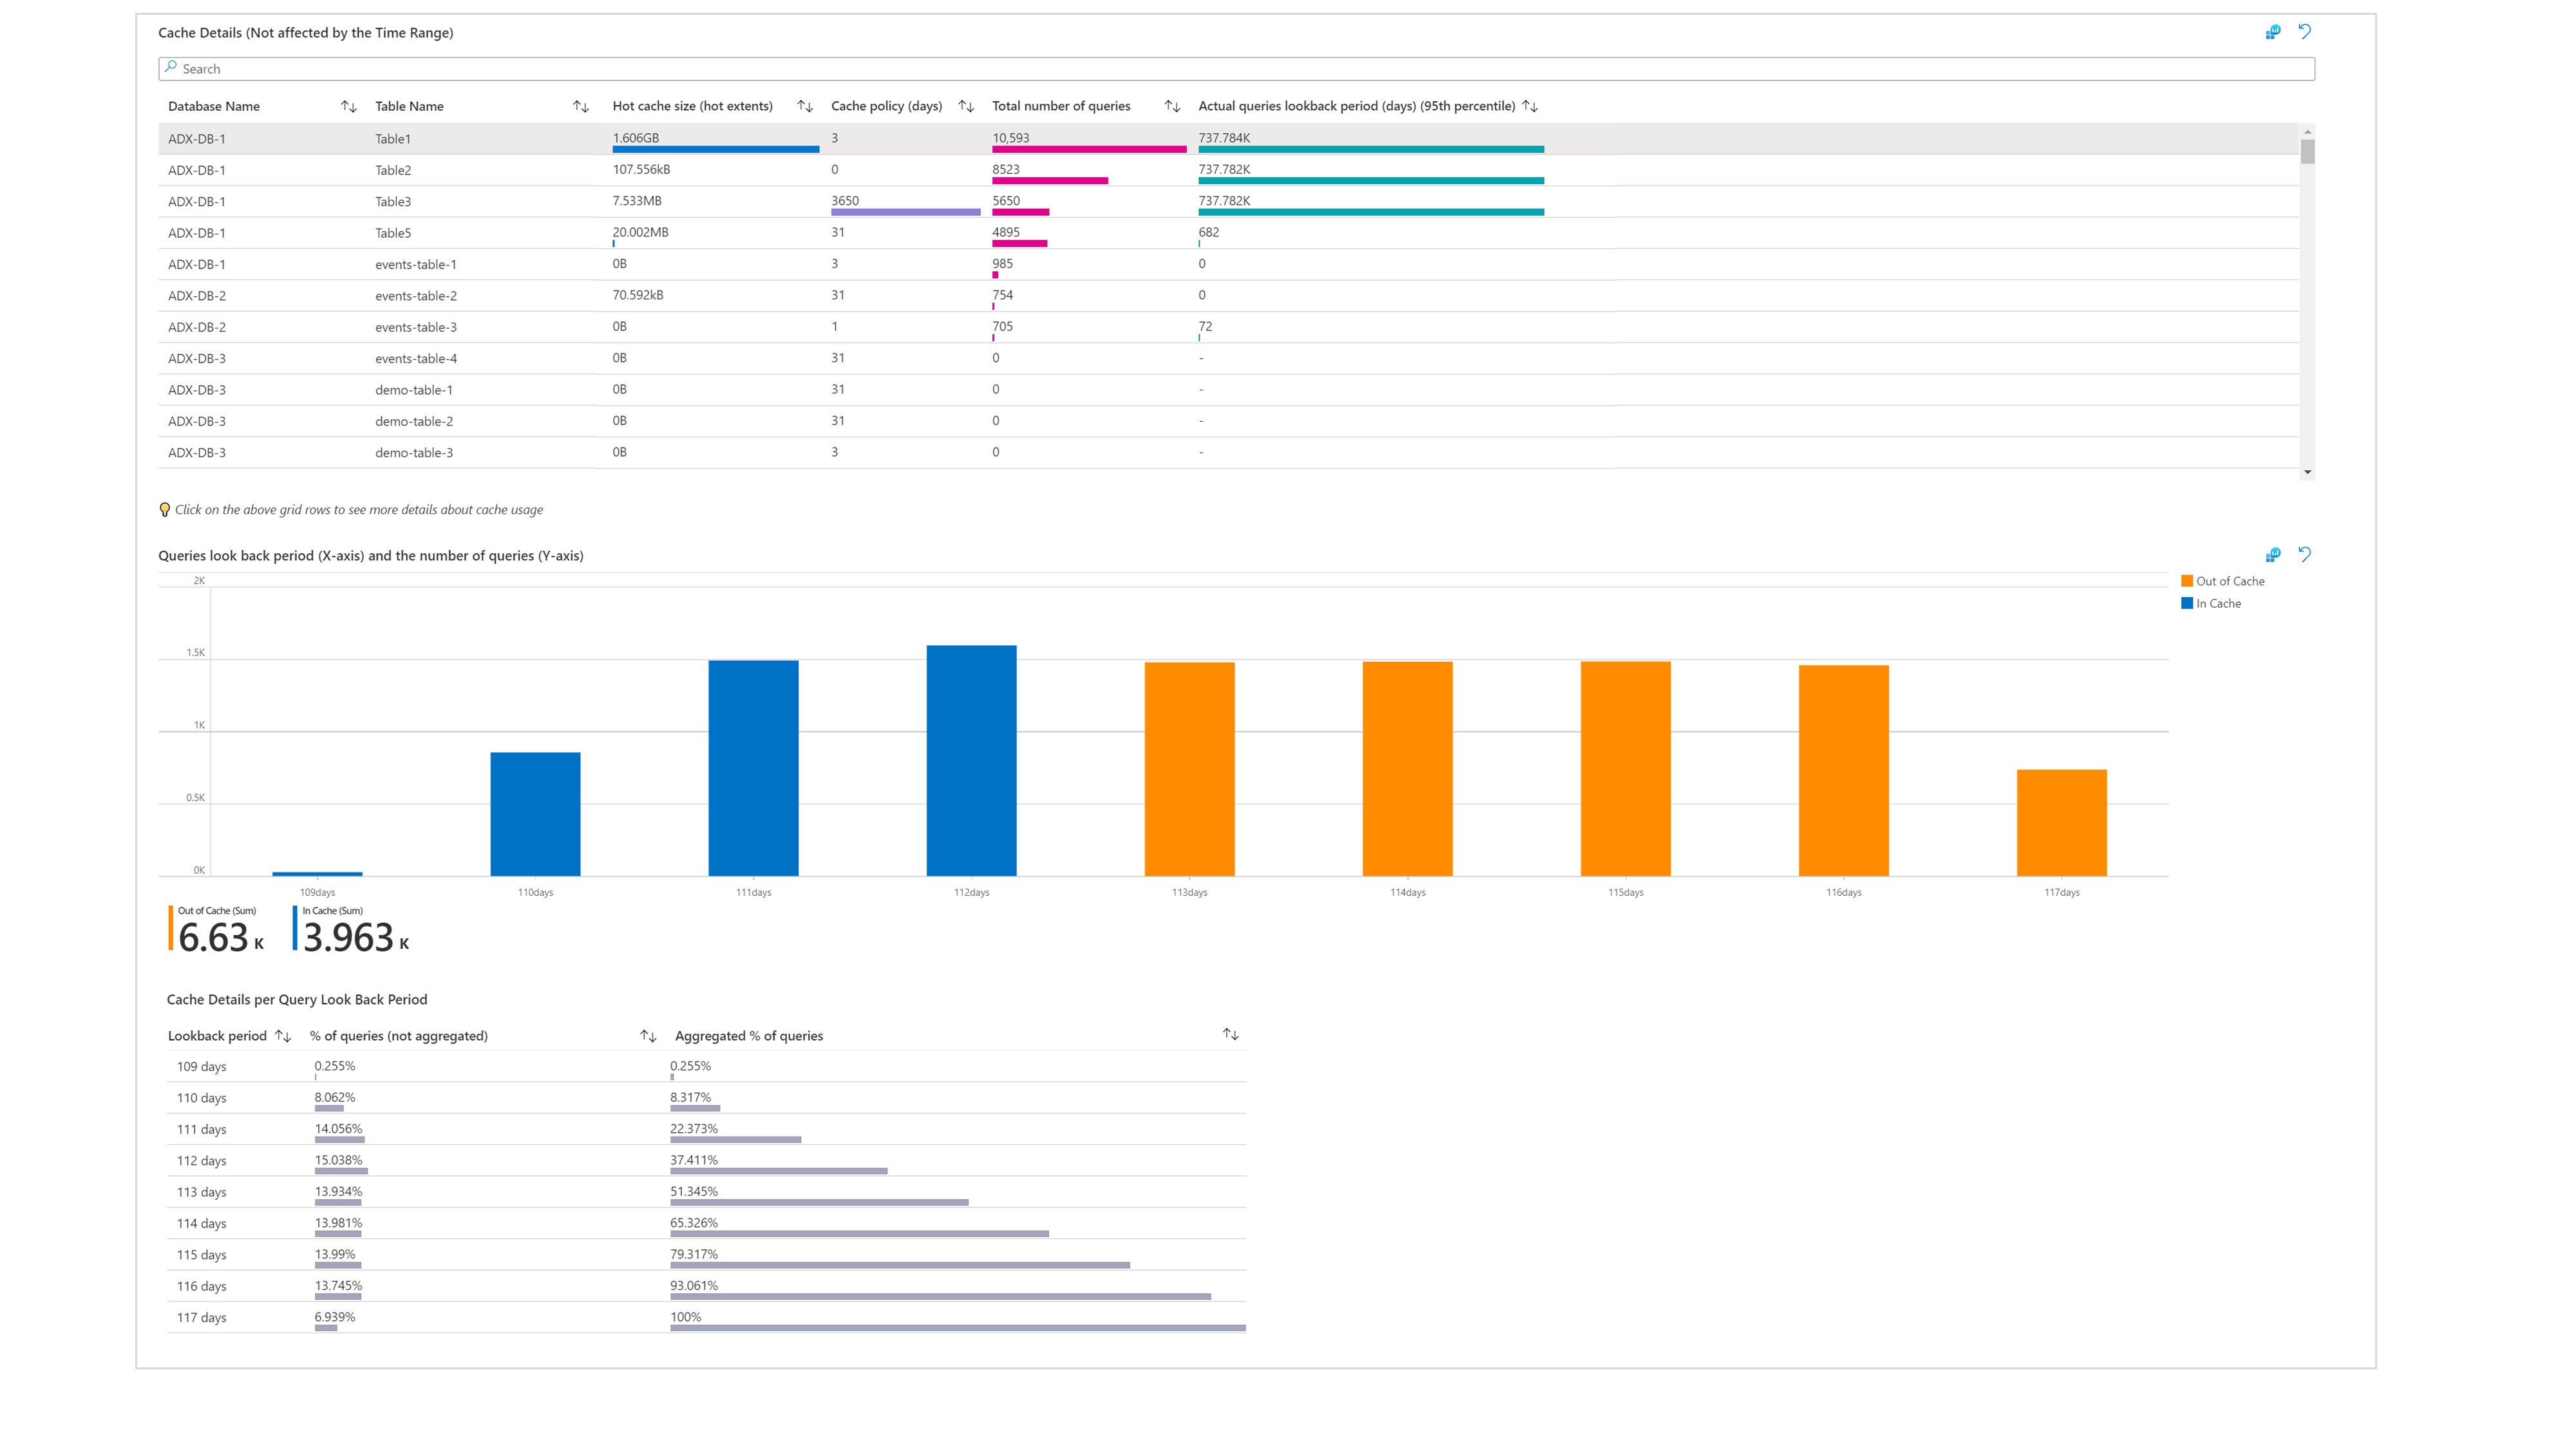 Cache Details (Not affected by the Time Range)
Search
Database Name Table Name Hot cache size (hot extents) Cache policy (days) Total number of queries Actual queries lookback period (days) (95th percentile)
ADX-DB-1 Table1 1.606GB 3 10,593 737.784K
ADX-DB-1 Table2 107.556kB 0 8523 737.782K
ADX-DB-1 Table3 7.533MB 3650 5650 737.782K
ADX-DB-1 Table5 20.002MB 31 4895 682
ADX-DB-1 events-table-1 0B 3 985 0
ADX-DB-2 events-table-2 70.592kB 31 754 0
ADX-DB-2 events-table-3 0B 1 705 72
ADX-DB-3 events-table-4 0B 31 0 -
ADX-DB-3 demo-table-1 0B 31 0 -
ADX-DB-3 demo-table-2 0B 31 0 -
ADX-DB-3 demo-table-3 0B 3 0 -
Click on the above grid rows to see more details about cache usage
Queries look back period (X-axis) and the number of queries (Y-axis)
2K
1.5K
1K
0.5K
0K
109days 110days 111days 112days 113days 114days 115days 116days 117days
Out of Cache
In Cache
Out of Cache (Sum) In Cache (Sum)
6.63 K 3.963 K
Cache Details per Query Look Back Period
Lookback period % of queries (not aggregated) Aggregated % of queries
109 days 0.255% 0.255%
110 days 8.062% 8.317%
111 days 14.056% 22.373%
112 days 15.038% 37.411%
113 days 13.934% 51.345%
114 days 13.981% 65.326%
115 days 13.99% 79.317%
116 days 13.745% 93.061%
117 days 6.939% 100%